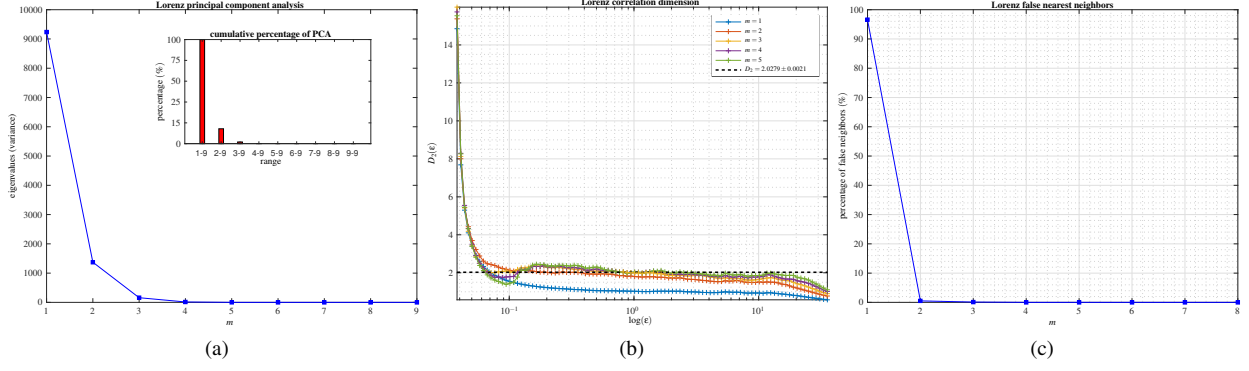 Lorenz principal component analysis
10000
9000
8000
7000
6000
5000
4000
3000
2000
1000
0
eigenvalues (variance)
cumulative percentage of PCA
100
75
50
25
15
0
percentage (%)
1-9 2-9 3-9 4-9 5-9 6-9 7-9 8-9 9-9
range
1 2 3 4 5 6 7 8 9
m
(a)
Lorenz correlation dimension
16
14
12
10
8
6
4
2
D₂(ε)
m = 1
m = 2
m = 3
m = 4
m = 5
D₂ = 2.0279±0.0021
10⁻¹ 10⁰ 10¹
log(ε)
(b)
Lorenz false nearest neighbors
100
90
80
70
60
50
40
30
20
10
0
percentage of false neighbors (%)
1 2 3 4 5 6 7 8
m
(c)